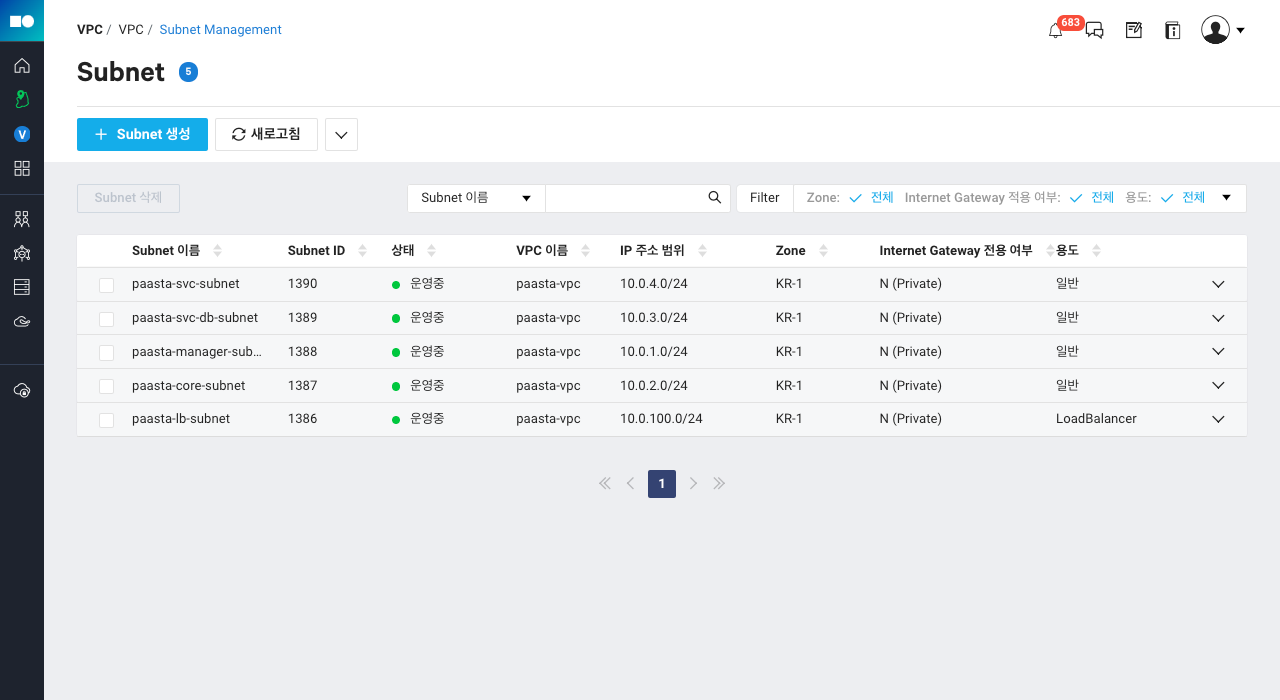 VPC / VPC / Subnet Management
683
Subnet 5
Subnet 생성 새로고침
V
Subnet 삭제 Subnet 이름 Filter Zone: 전체 Internet Gateway 적용 여부: 전체 용도: 전체
Subnet 이름 Subnet ID 상태 VPC 이름 IP 주소 범위 Zone Internet Gateway 전용 여부 용도
paasta-svc-subnet 1390 운영중 paasta-vpc 10.0.4.0/24 KR-1 N (Private) 일반
paasta-svc-db-subnet 1389 운영중 paasta-vpc 10.0.3.0/24 KR-1 N (Private) 일반
paasta-manager-sub... 1388 운영중 paasta-vpc 10.0.1.0/24 KR-1 N (Private) 일반
paasta-core-subnet 1387 운영중 paasta-vpc 10.0.2.0/24 KR-1 N (Private) 일반
paasta-lb-subnet 1386 운영중 paasta-vpc 10.0.100.0/24 KR-1 N (Private) LoadBalancer
1